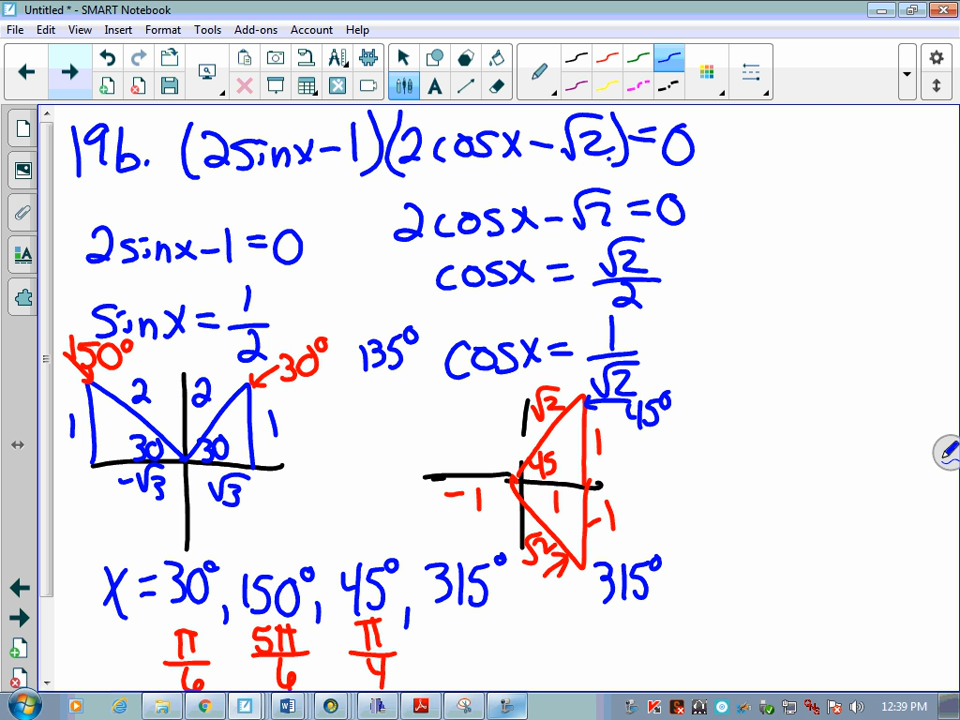 Untitled * - SMART Notebook
File Edit View Insert Format Tools Add-ons Account Help
19b. (2sinx-1)(2cosx-√2)=0
2cosx-√2=0
2sinx-1=0
cosx = √2/2
sinx = 1/2
135° cosx = 1/√2
150° 30°
45°
2 2 √2
1 1 1
30 30 45
-√3 √3 -1 1 -1
√2
x = 30°, 150°, 45°, 315° 315°
π/6 5π/6 π/4
12:39 PM